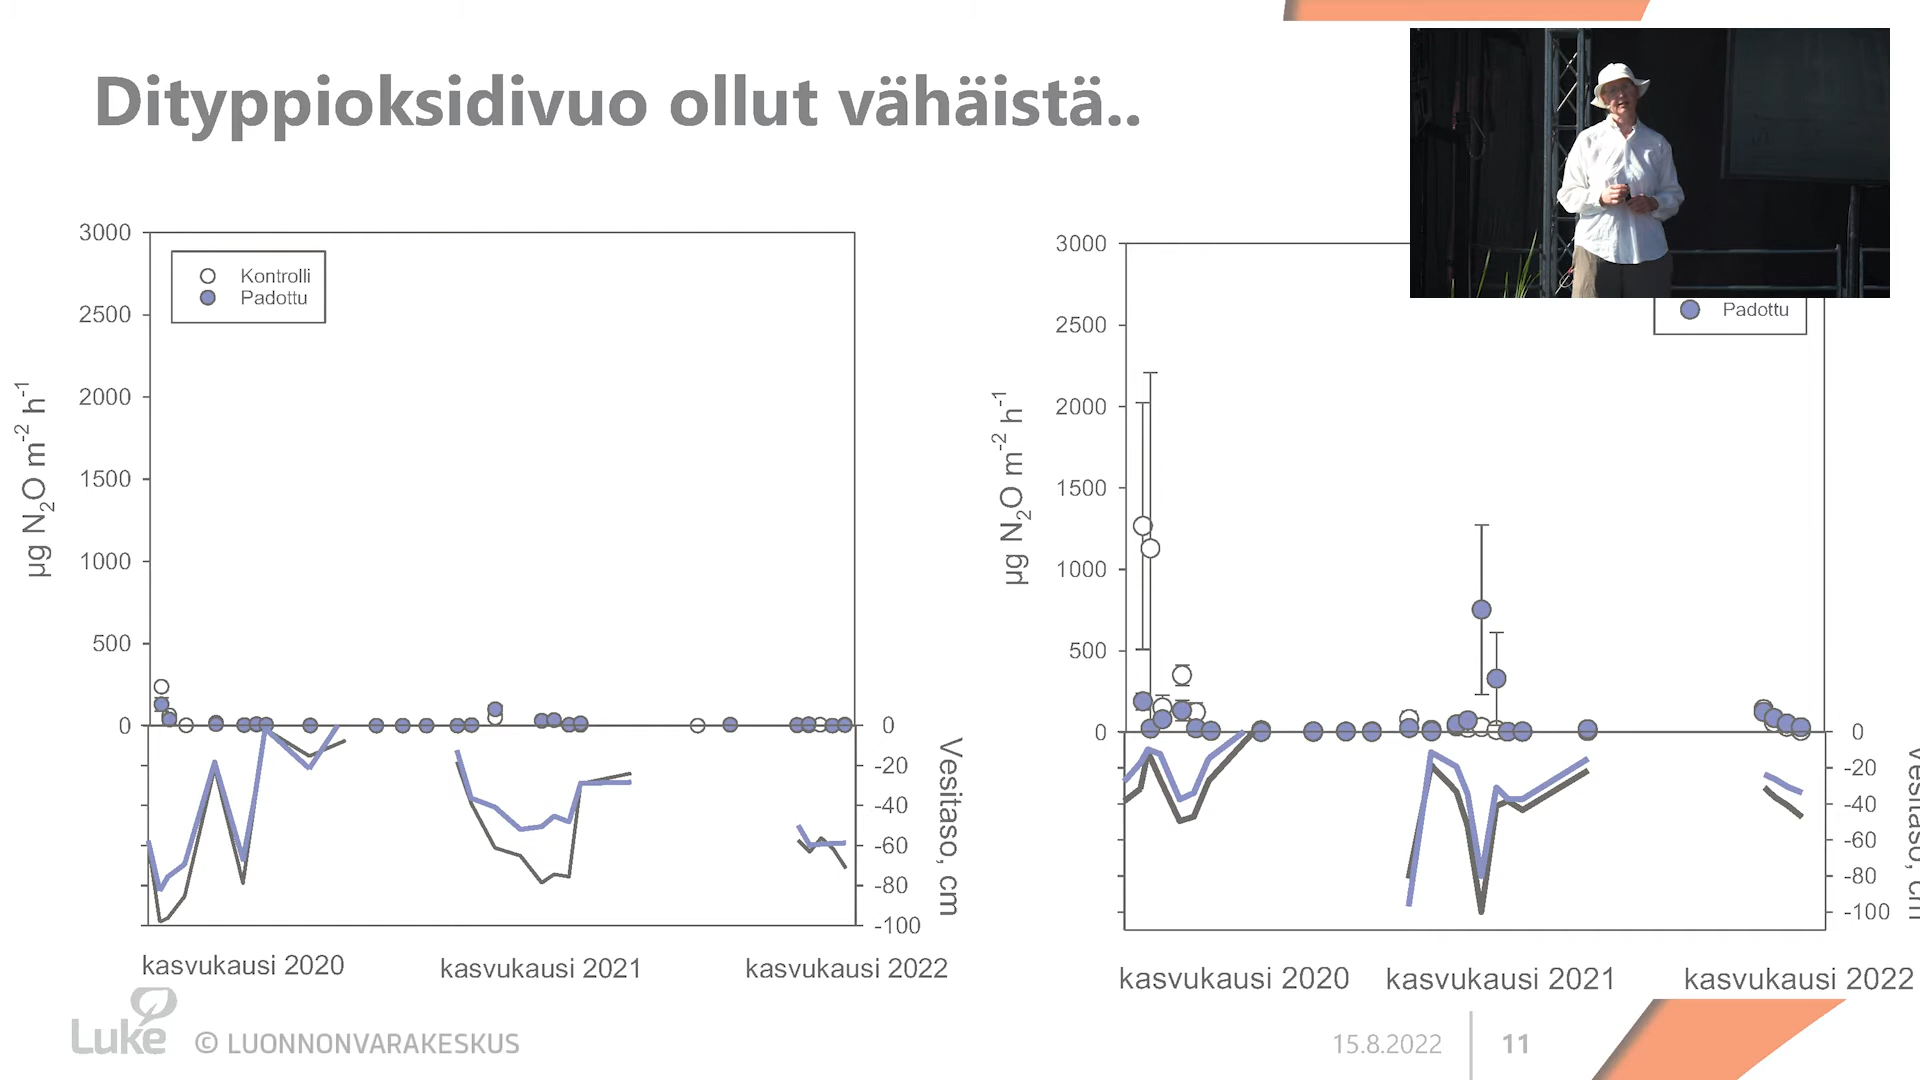 Dityppioksidivuo ollut vähäistä..
3000
2500
2000
1500
1000
500
0
µg N2O m-2 h-1
Kontrolli
Padottu
0
-20
-40
-60
-80
-100
Vesitaso, cm
kasvukausi 2020
kasvukausi 2021
kasvukausi 2022
3000
2500
2000
1500
1000
500
0
µg N2O m-2 h-1
Padottu
0
-20
-40
-60
-80
-100
Vesitaso, cm
kasvukausi 2020
kasvukausi 2021
kasvukausi 2022
Luke
© LUONNONVARAKESKUS
15.8.2022
11